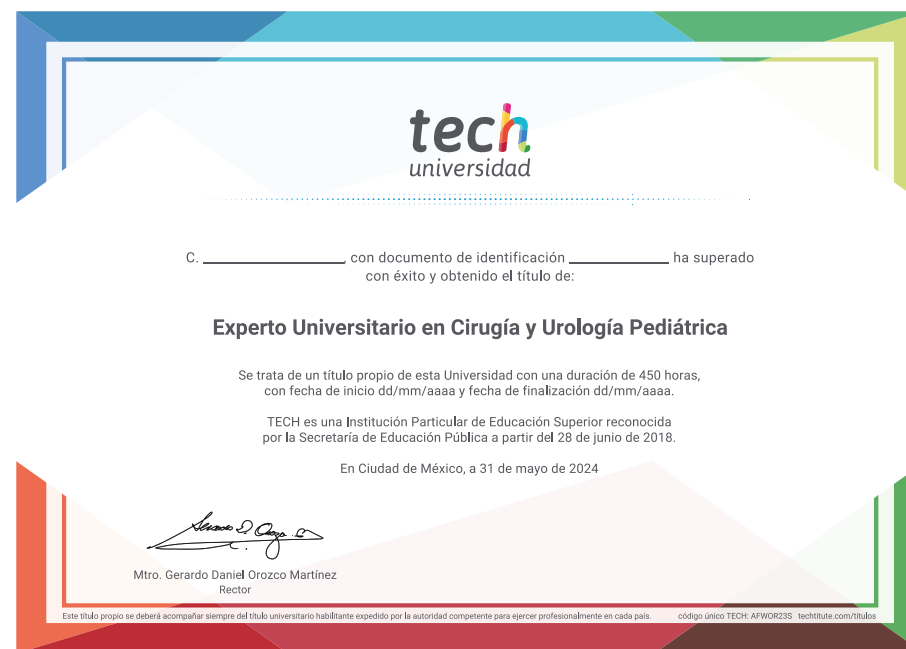 tech
universidad
C. ____________________, con documento de identificación ______________ ha superado
con éxito y obtenido el título de:
Experto Universitario en Cirugía y Urología Pediátrica
Se trata de un título propio de esta Universidad con una duración de 450 horas,
con fecha de inicio dd/mm/aaaa y fecha de finalización dd/mm/aaaa.
TECH es una Institución Particular de Educación Superior reconocida
por la Secretaría de Educación Pública a partir del 28 de junio de 2018.
En Ciudad de México, a 31 de mayo de 2024
Mtro. Gerardo Daniel Orozco Martínez
Rector
Este título propio se deberá acompañar siempre del título universitario habilitante expedido por la autoridad competente para ejercer profesionalmente en cada país. código único TECH: AFWOR23S techtitute.com/titulos